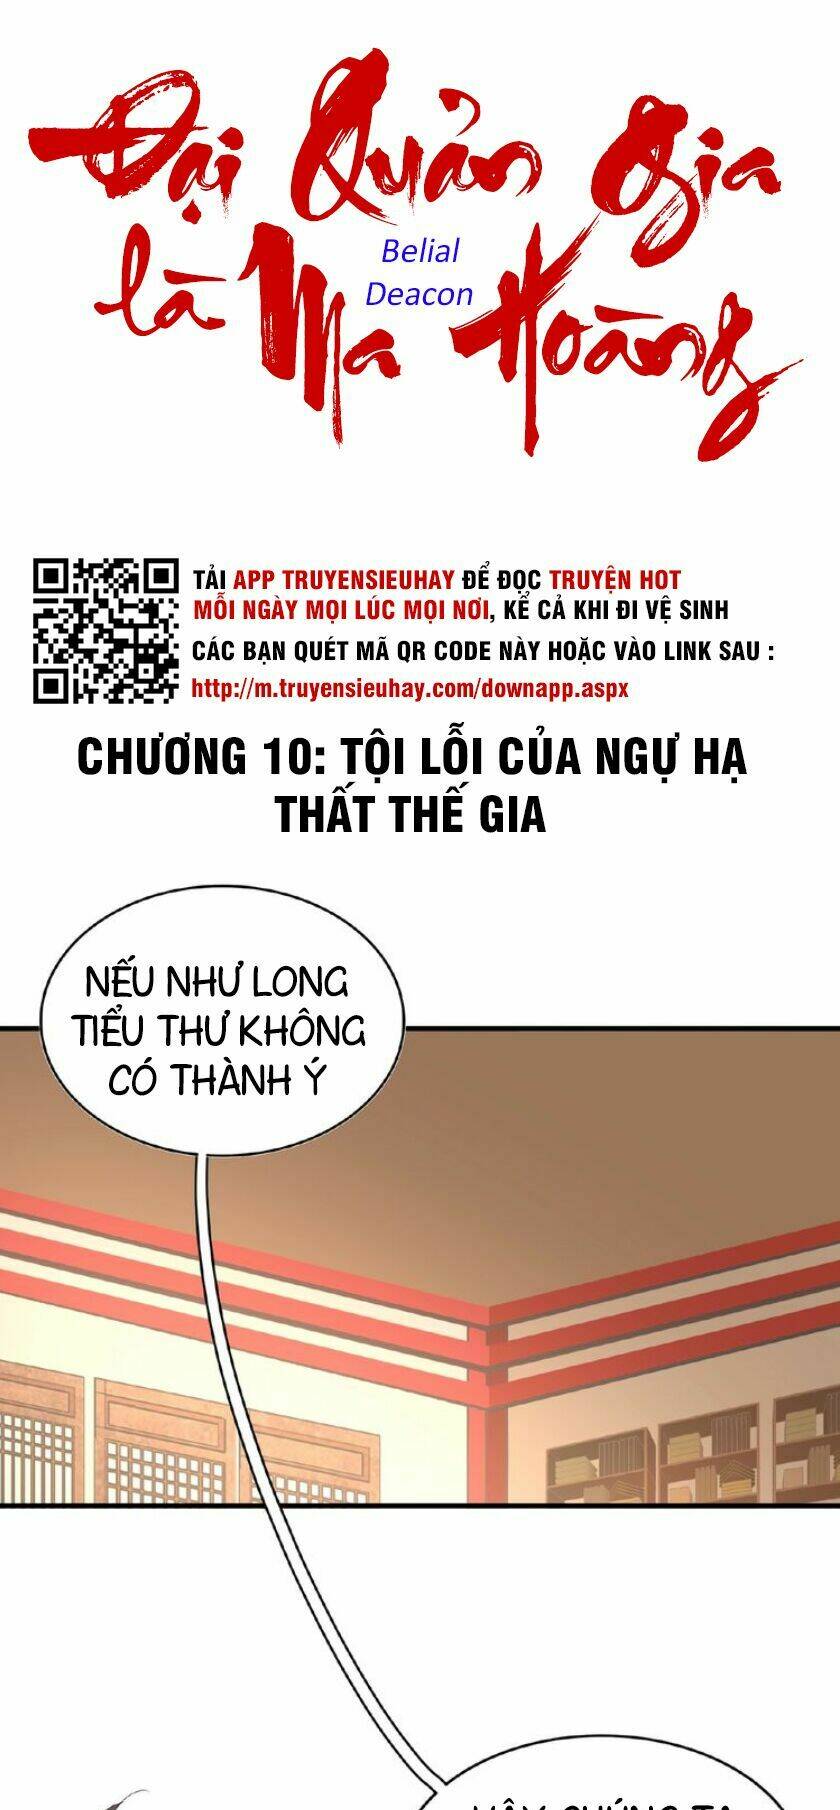 Đại Quản Gia
là Ma Hoàng
Belial
Deacon
TẢI APP TRUYENSIEUHAY ĐỂ ĐỌC TRUYỆN HOT
MỖI NGÀY MỌI LÚC MỌI NƠI, KỂ CẢ KHI ĐI VỆ SINH
CÁC BẠN QUÉT MÃ QR CODE NÀY HOẶC VÀO LINK SAU :
http://m.truyensieuhay.com/downapp.aspx
CHƯƠNG 10: TỘI LỖI CỦA NGỰ HẠ
THẤT THẾ GIA
NẾU NHƯ LONG
TIỂU THƯ KHÔNG
CÓ THÀNH Ý